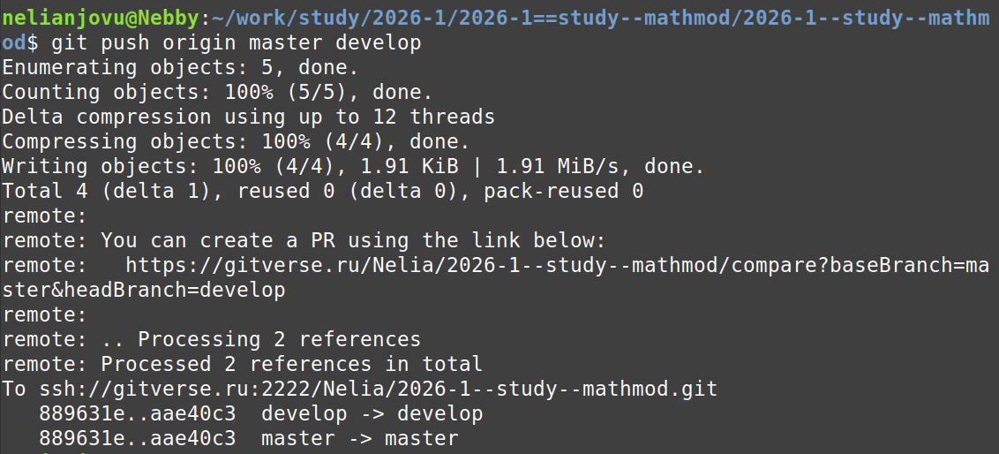 nelianjovu@Nebby:~/work/study/2026-1/2026-1==study--mathmod/2026-1--study--mathm
od$ git push origin master develop
Enumerating objects: 5, done.
Counting objects: 100% (5/5), done.
Delta compression using up to 12 threads
Compressing objects: 100% (4/4), done.
Writing objects: 100% (4/4), 1.91 KiB | 1.91 MiB/s, done.
Total 4 (delta 1), reused 0 (delta 0), pack-reused 0
remote:
remote: You can create a PR using the link below:
remote:   https://gitverse.ru/Nelia/2026-1--study--mathmod/compare?baseBranch=ma
ster&headBranch=develop
remote:
remote: .. Processing 2 references
remote: Processed 2 references in total
To ssh://gitverse.ru:2222/Nelia/2026-1--study--mathmod.git
   889631e..aae40c3  develop -> develop
   889631e..aae40c3  master -> master